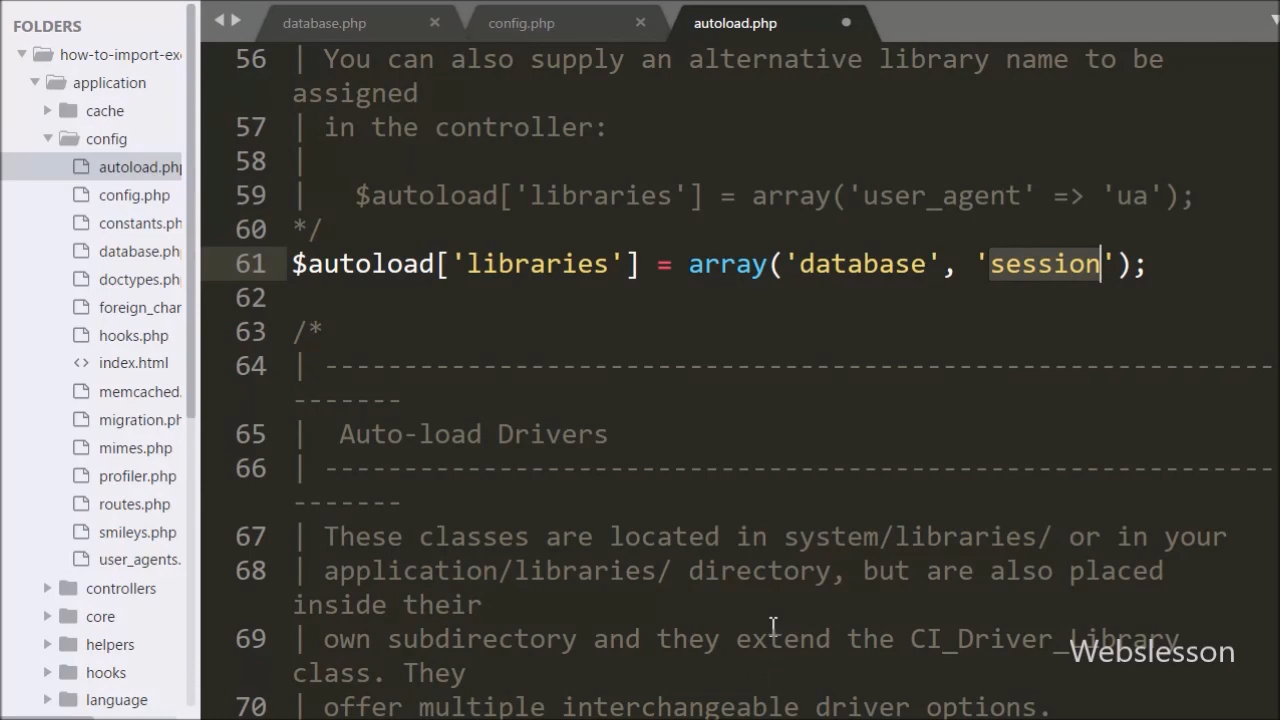 FOLDERS
how-to-import-exc
application
cache
config
autoload.php
config.php
constants.ph
database.php
doctypes.ph
foreign_char
hooks.php
<> index.html
memcached.
migration.ph
mimes.php
profiler.php
routes.php
smileys.php
user_agents.
controllers
core
helpers
hooks
language
database.php × config.php × autoload.php
56 | You can also supply an alternative library name to be
assigned
57 | in the controller:
58 |
59 | $autoload['libraries'] = array('user_agent' => 'ua');
60 */
61 $autoload['libraries'] = array('database', 'session');
62
63 /*
64 | ------------------------------------------------------------
-------
65 | Auto-load Drivers
66 | ------------------------------------------------------------
-------
67 | These classes are located in system/libraries/ or in your
68 | application/libraries/ directory, but are also placed
inside their
69 | own subdirectory and they extend the CI_Driver_Library
class. They
70 | offer multiple interchangeable driver options.
Webslesson